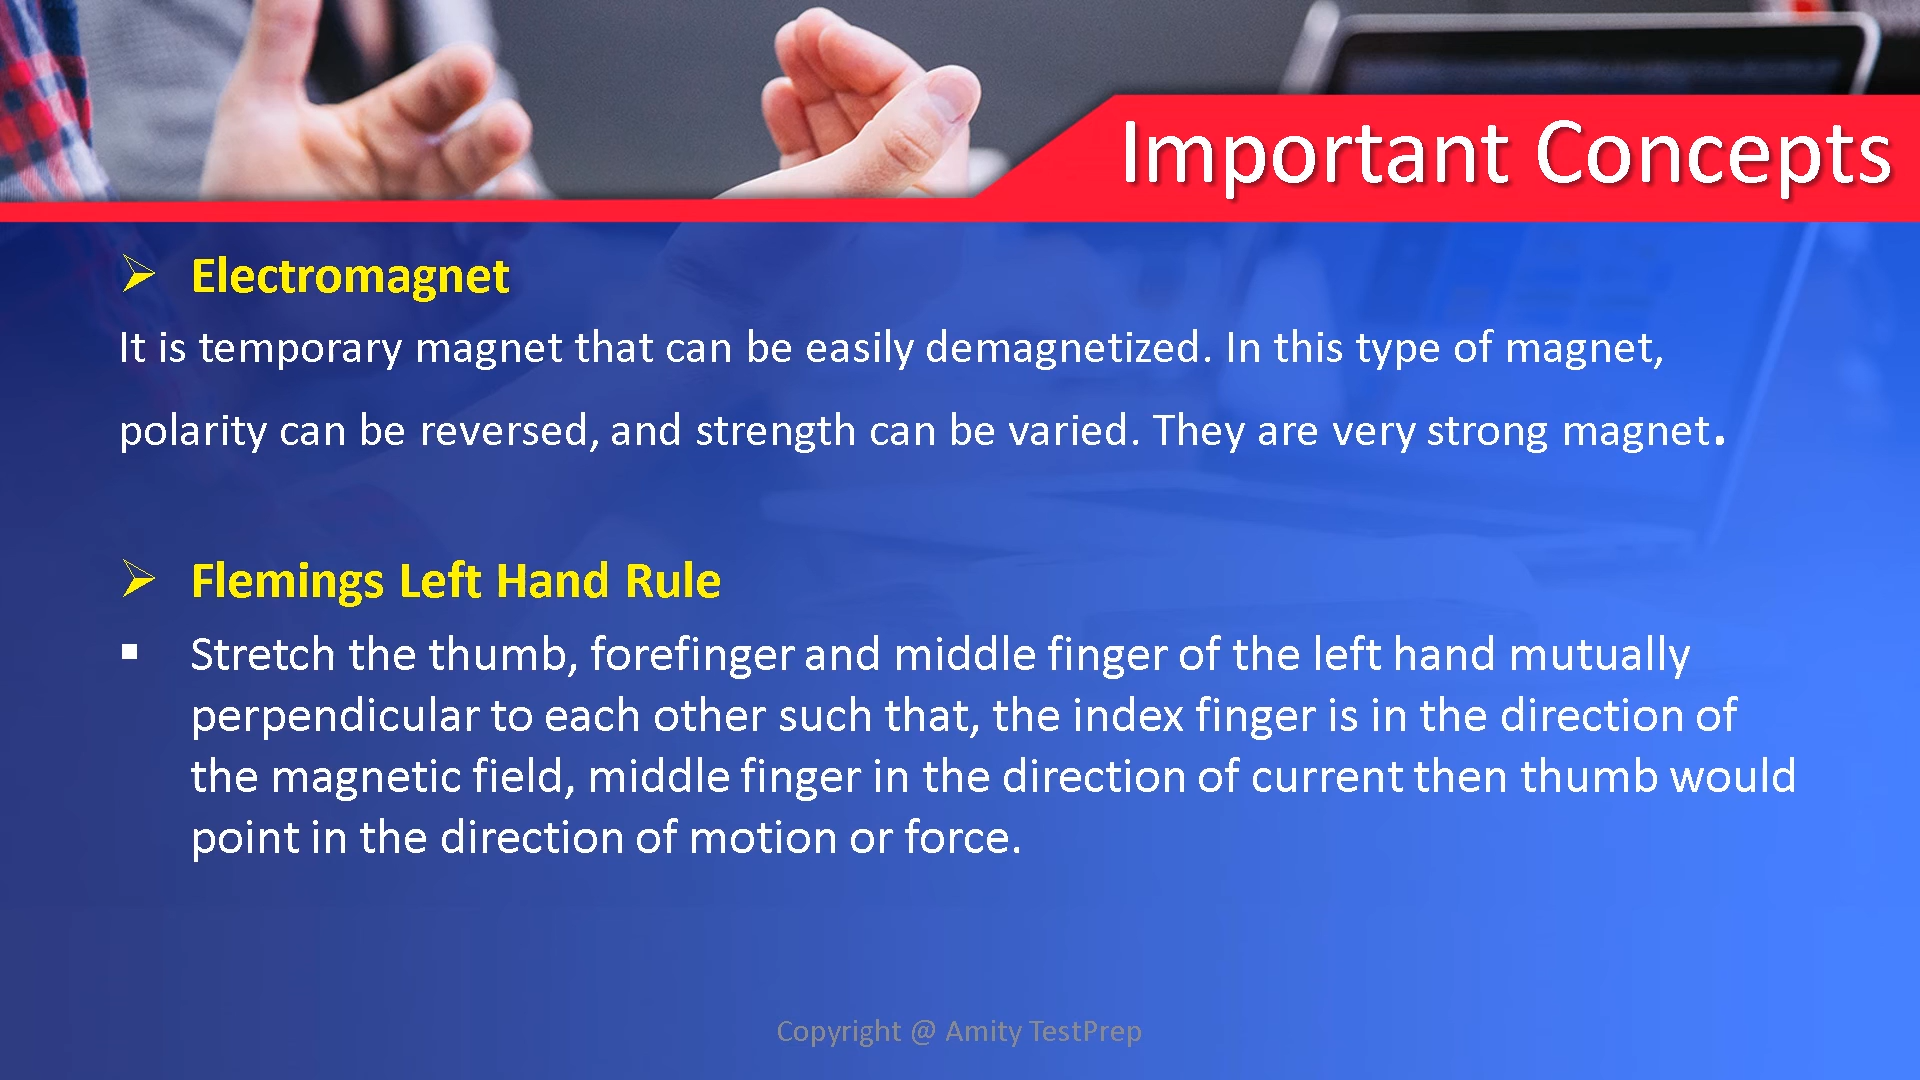 Important Concepts
➢ Electromagnet
It is temporary magnet that can be easily demagnetized. In this type of magnet,
polarity can be reversed, and strength can be varied. They are very strong magnet.
➢ Flemings Left Hand Rule
▪ Stretch the thumb, forefinger and middle finger of the left hand mutually
perpendicular to each other such that, the index finger is in the direction of
the magnetic field, middle finger in the direction of current then thumb would
point in the direction of motion or force.
Copyright @ Amity TestPrep